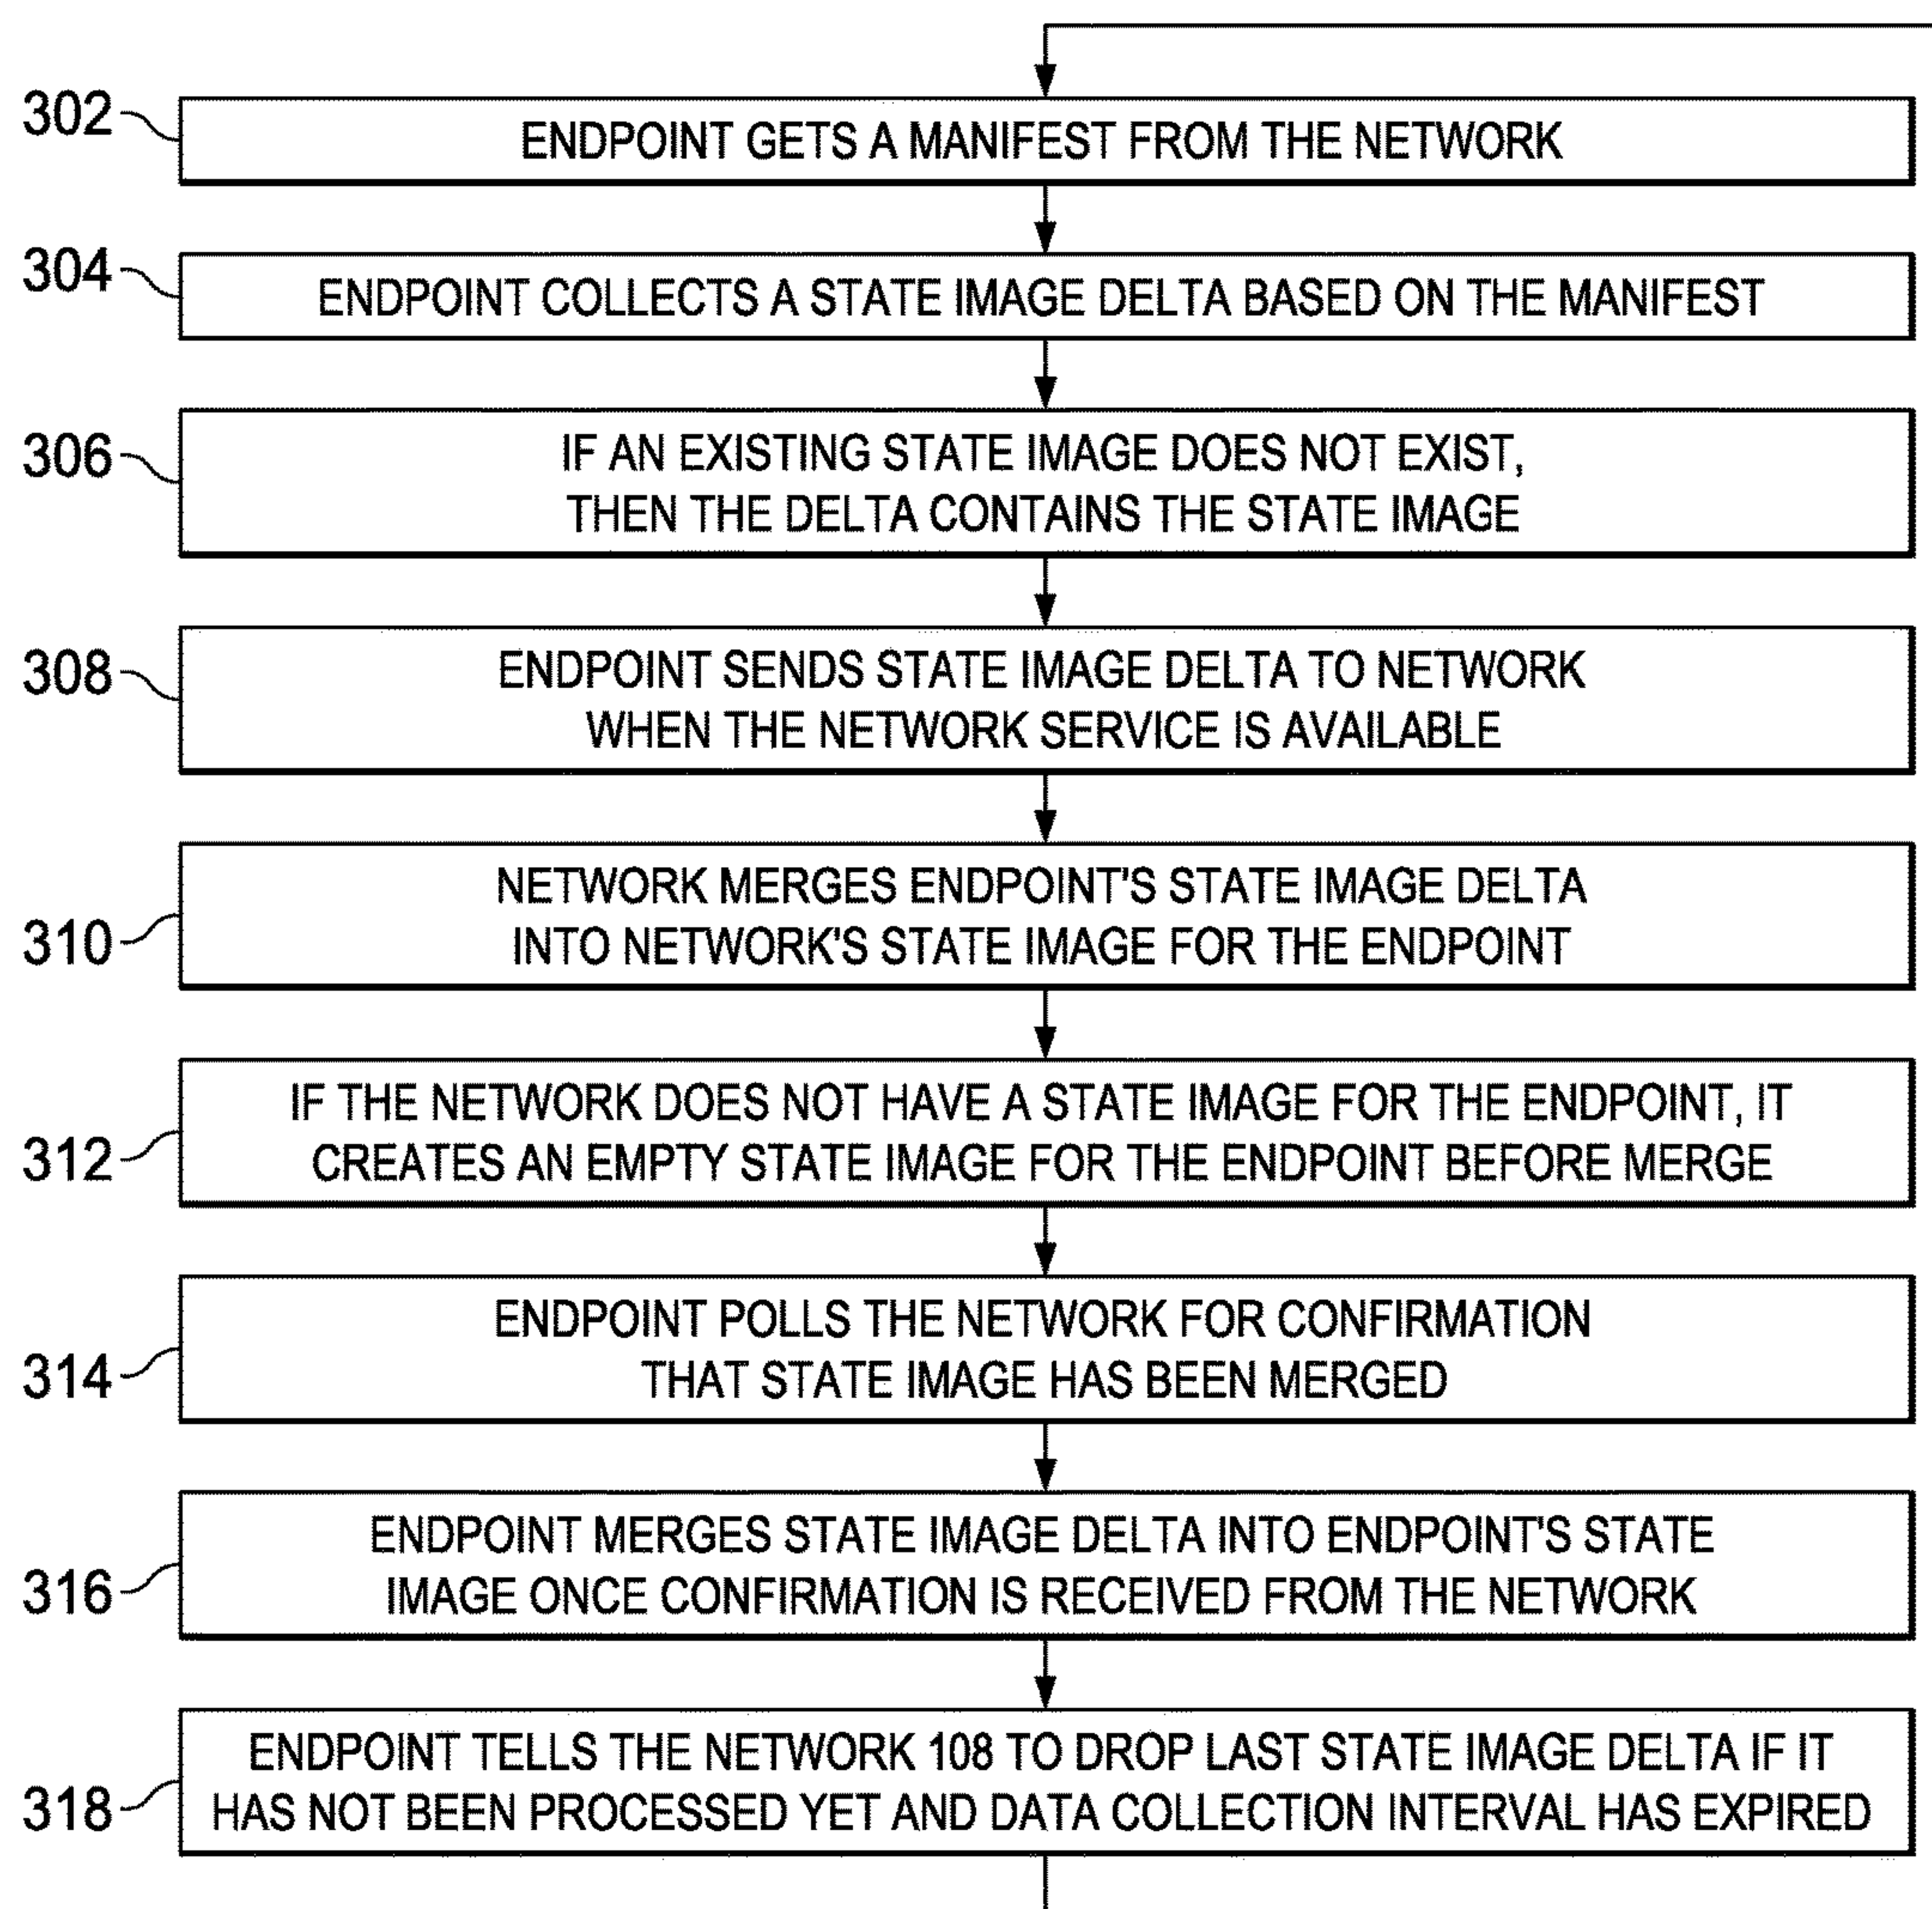 302
ENDPOINT GETS A MANIFEST FROM THE NETWORK
304
ENDPOINT COLLECTS A STATE IMAGE DELTA BASED ON THE MANIFEST
306
IF AN EXISTING STATE IMAGE DOES NOT EXIST,
THEN THE DELTA CONTAINS THE STATE IMAGE
308
ENDPOINT SENDS STATE IMAGE DELTA TO NETWORK
WHEN THE NETWORK SERVICE IS AVAILABLE
310
NETWORK MERGES ENDPOINT'S STATE IMAGE DELTA
INTO NETWORK'S STATE IMAGE FOR THE ENDPOINT
312
IF THE NETWORK DOES NOT HAVE A STATE IMAGE FOR THE ENDPOINT, IT
CREATES AN EMPTY STATE IMAGE FOR THE ENDPOINT BEFORE MERGE
314
ENDPOINT POLLS THE NETWORK FOR CONFIRMATION
THAT STATE IMAGE HAS BEEN MERGED
316
ENDPOINT MERGES STATE IMAGE DELTA INTO ENDPOINT'S STATE
IMAGE ONCE CONFIRMATION IS RECEIVED FROM THE NETWORK
318
ENDPOINT TELLS THE NETWORK 108 TO DROP LAST STATE IMAGE DELTA IF IT
HAS NOT BEEN PROCESSED YET AND DATA COLLECTION INTERVAL HAS EXPIRED